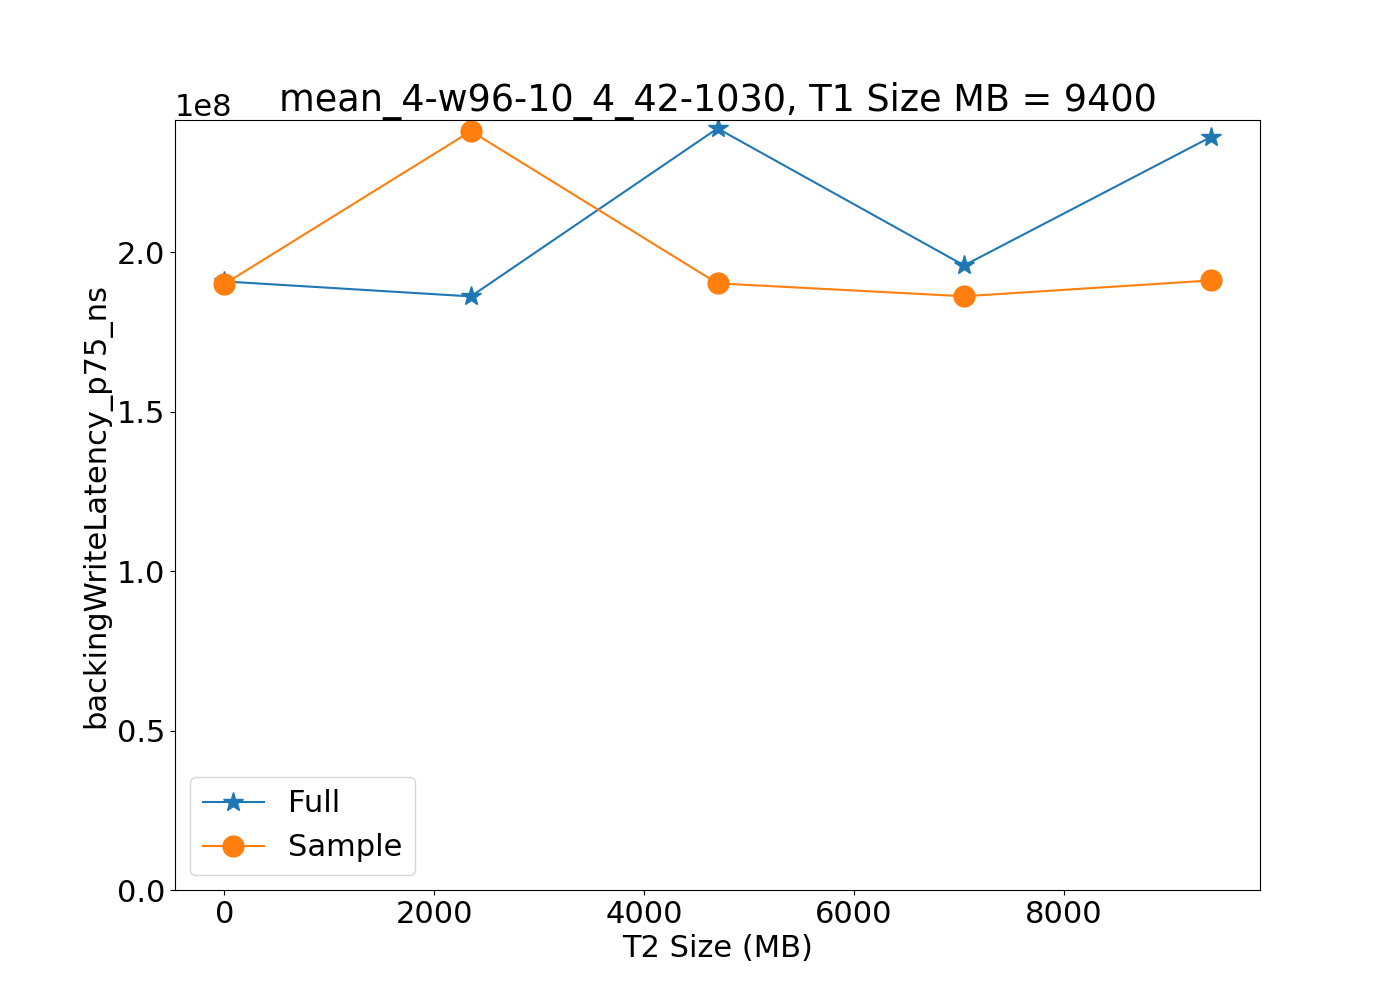 1e8
mean_4-w96-10_4_42-1030, T1 Size MB = 9400
backingWriteLatency_p75_ns
2.0
1.5
1.0
0.5
0.0
Full
Sample
0 2000 4000 6000 8000
T2 Size (MB)